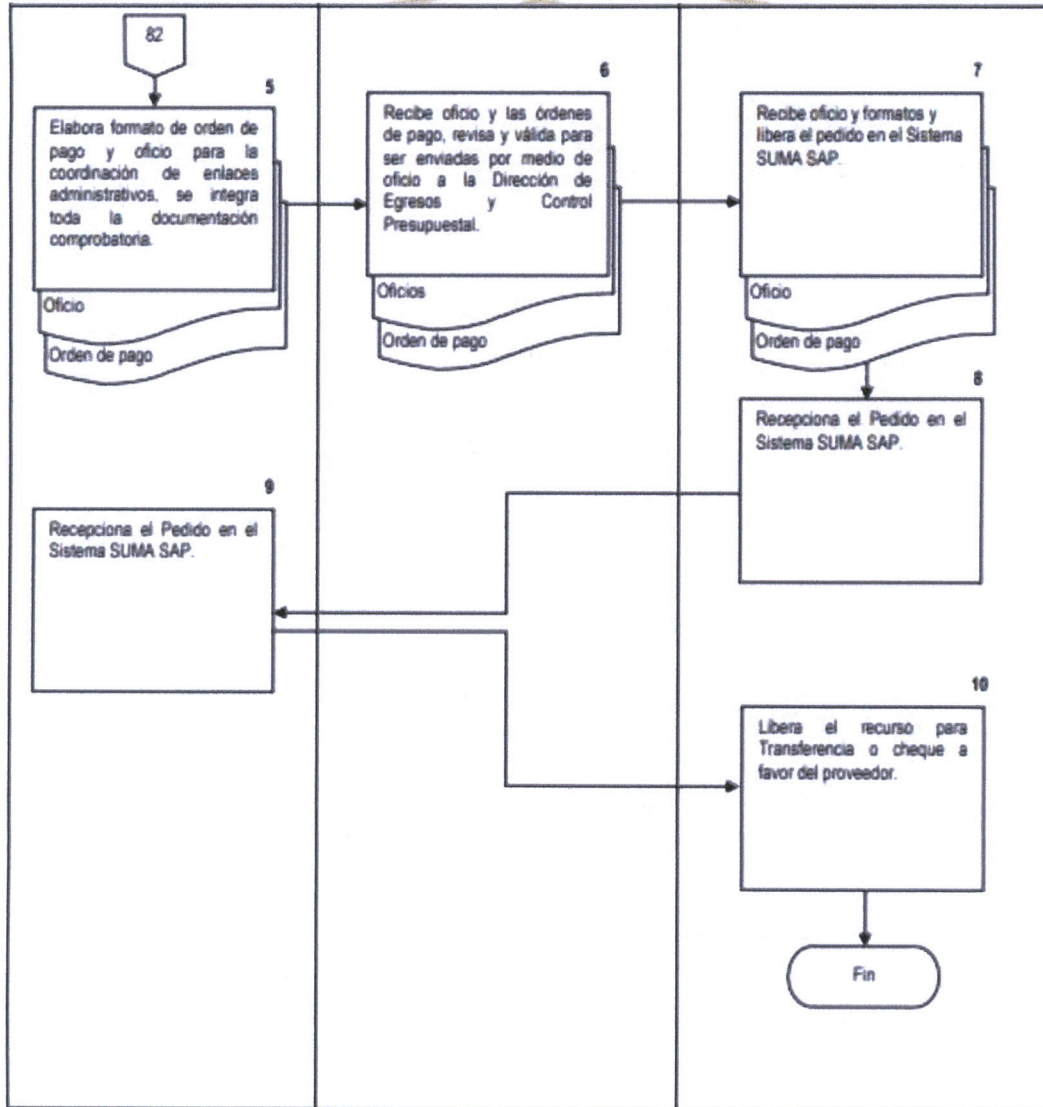 82
5
Elabora formato de orden de
pago y oficio para la
coordinación de enlaces
administrativos, se integra
toda la documentación
comprobatoria.
Oficio
Orden de pago
6
Recibe oficio y las órdenes
de pago, revisa y válida para
ser enviadas por medio de
oficio a la Dirección de
Egresos y Control
Presupuestal.
Oficios
Orden de pago
7
Recibe oficio y formatos y
libera el pedido en el Sistema
SUMA SAP.
Oficio
Orden de pago
8
Recepciona el Pedido en el
Sistema SUMA SAP.
9
Recepciona el Pedido en el
Sistema SUMA SAP.
10
Libera el recurso para
Transferencia o cheque a
favor del proveedor.
Fin